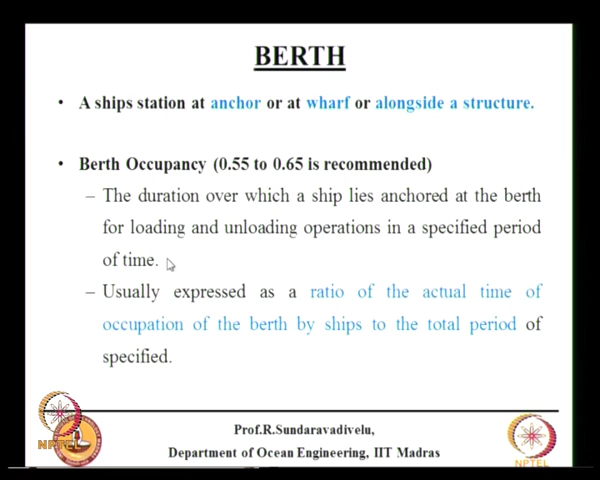 BERTH
• A ships station at anchor or at wharf or alongside a structure.
• Berth Occupancy (0.55 to 0.65 is recommended)
– The duration over which a ship lies anchored at the berth
for loading and unloading operations in a specified period
of time.
– Usually expressed as a ratio of the actual time of
occupation of the berth by ships to the total period of
specified.
Prof.R.Sundaravadivelu,
Department of Ocean Engineering, IIT Madras
NPTEL
NPTEL